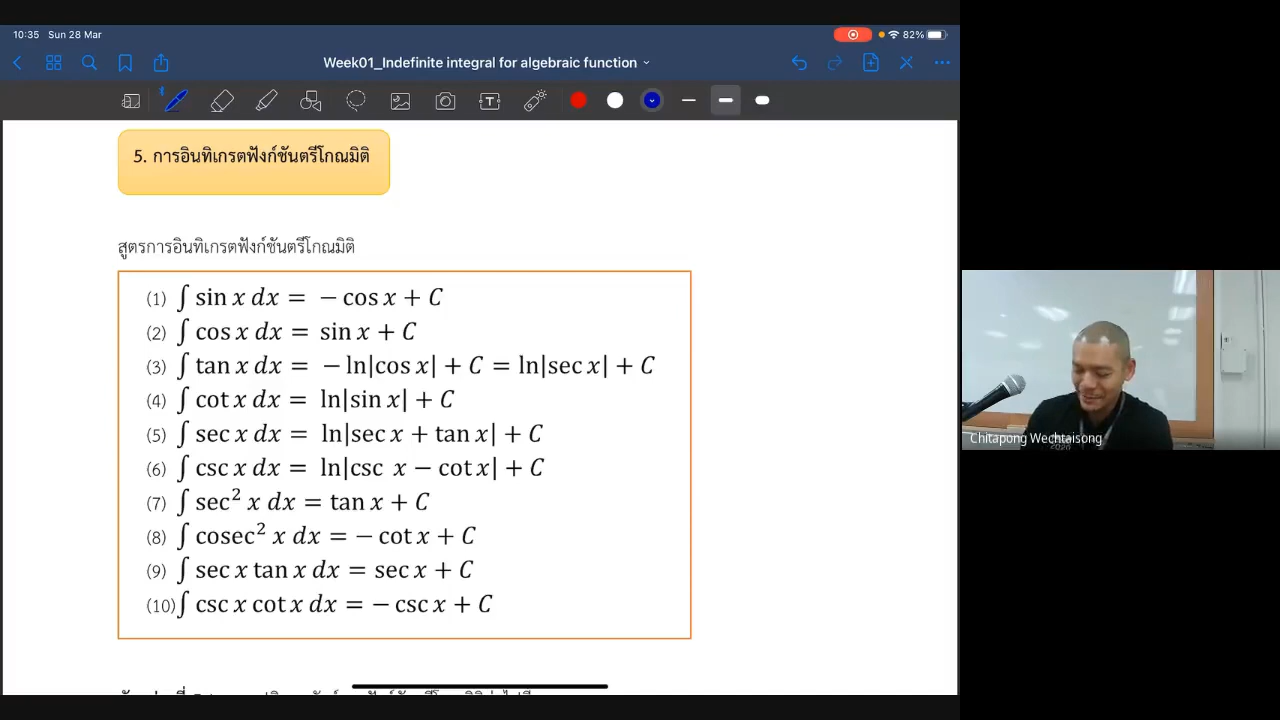 10:35 Sun 28 Mar
82%
Week01_Indefinite integral for algebraic function
5. การอินทิเกรตฟังก์ชันตรีโกณมิติ
สูตรการอินทิเกรตฟังก์ชันตรีโกณมิติ
(1) ∫ sin x dx = − cos x + C
(2) ∫ cos x dx = sin x + C
(3) ∫ tan x dx = − ln|cos x| + C = ln|sec x| + C
(4) ∫ cot x dx = ln|sin x| + C
(5) ∫ sec x dx = ln|sec x + tan x| + C
(6) ∫ csc x dx = ln|csc x − cot x| + C
(7) ∫ sec² x dx = tan x + C
(8) ∫ cosec² x dx = − cot x + C
(9) ∫ sec x tan x dx = sec x + C
(10)∫ csc x cot x dx = − csc x + C
Chitapong Wechtaisong